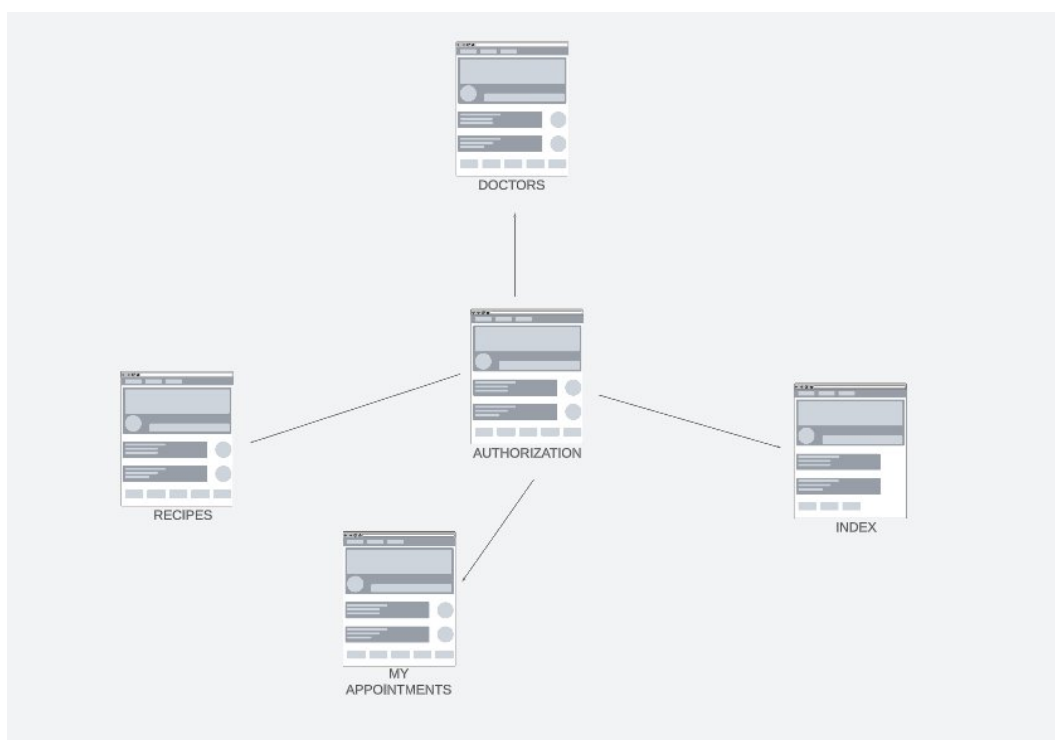 DOCTORS
AUTHORIZATION
RECIPES
INDEX
MY
APPOINTMENTS